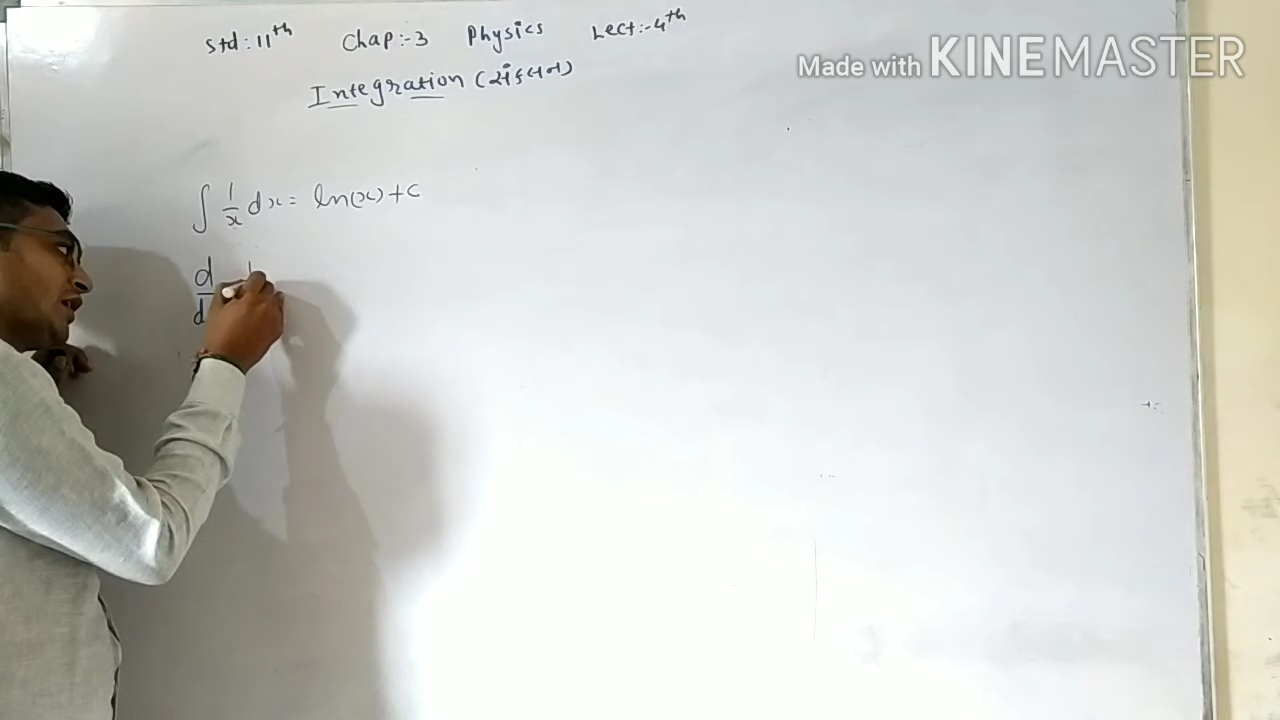 Std:11th Chap:-3 Physics Lect:-4th
Made with KINEMASTER
Integration (સંકલન)
∫ 1/x dx = ln(x)+c
d
d